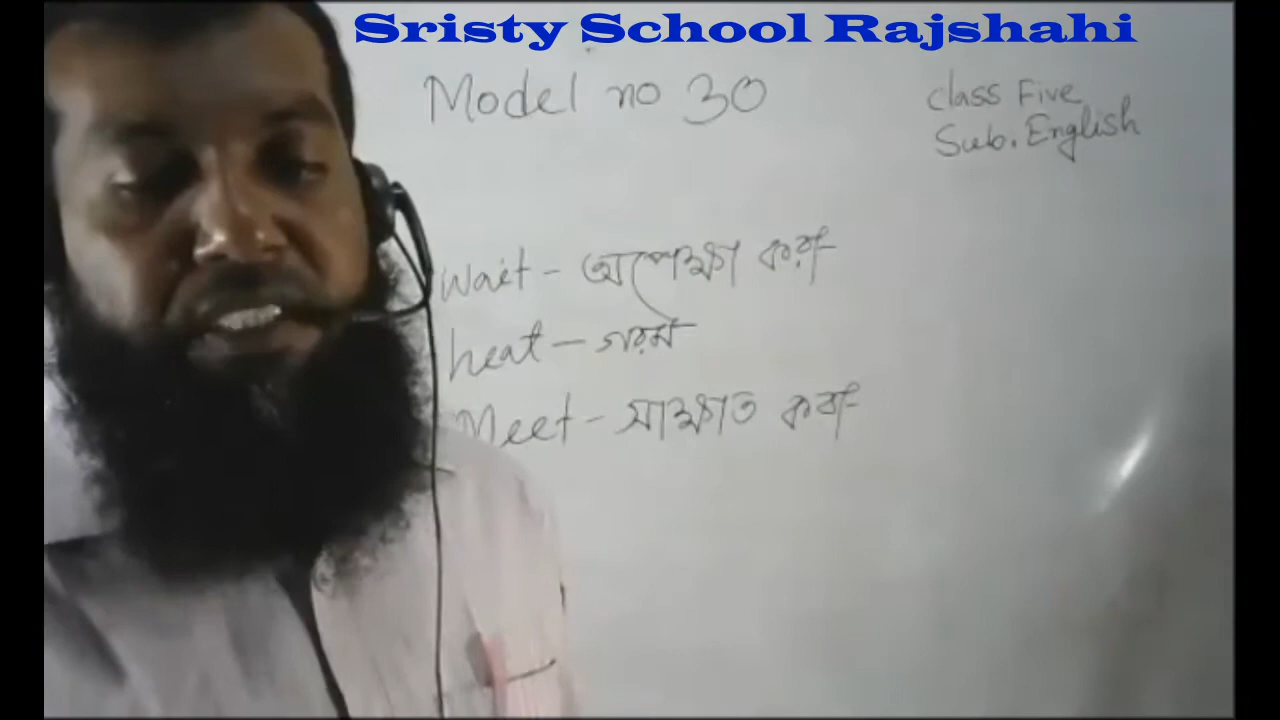 Sristy School Rajshahi
Model no 30
class Five
Sub. English
wait - অপেক্ষা করা
heat - গরম
Meet - সাক্ষাত করা